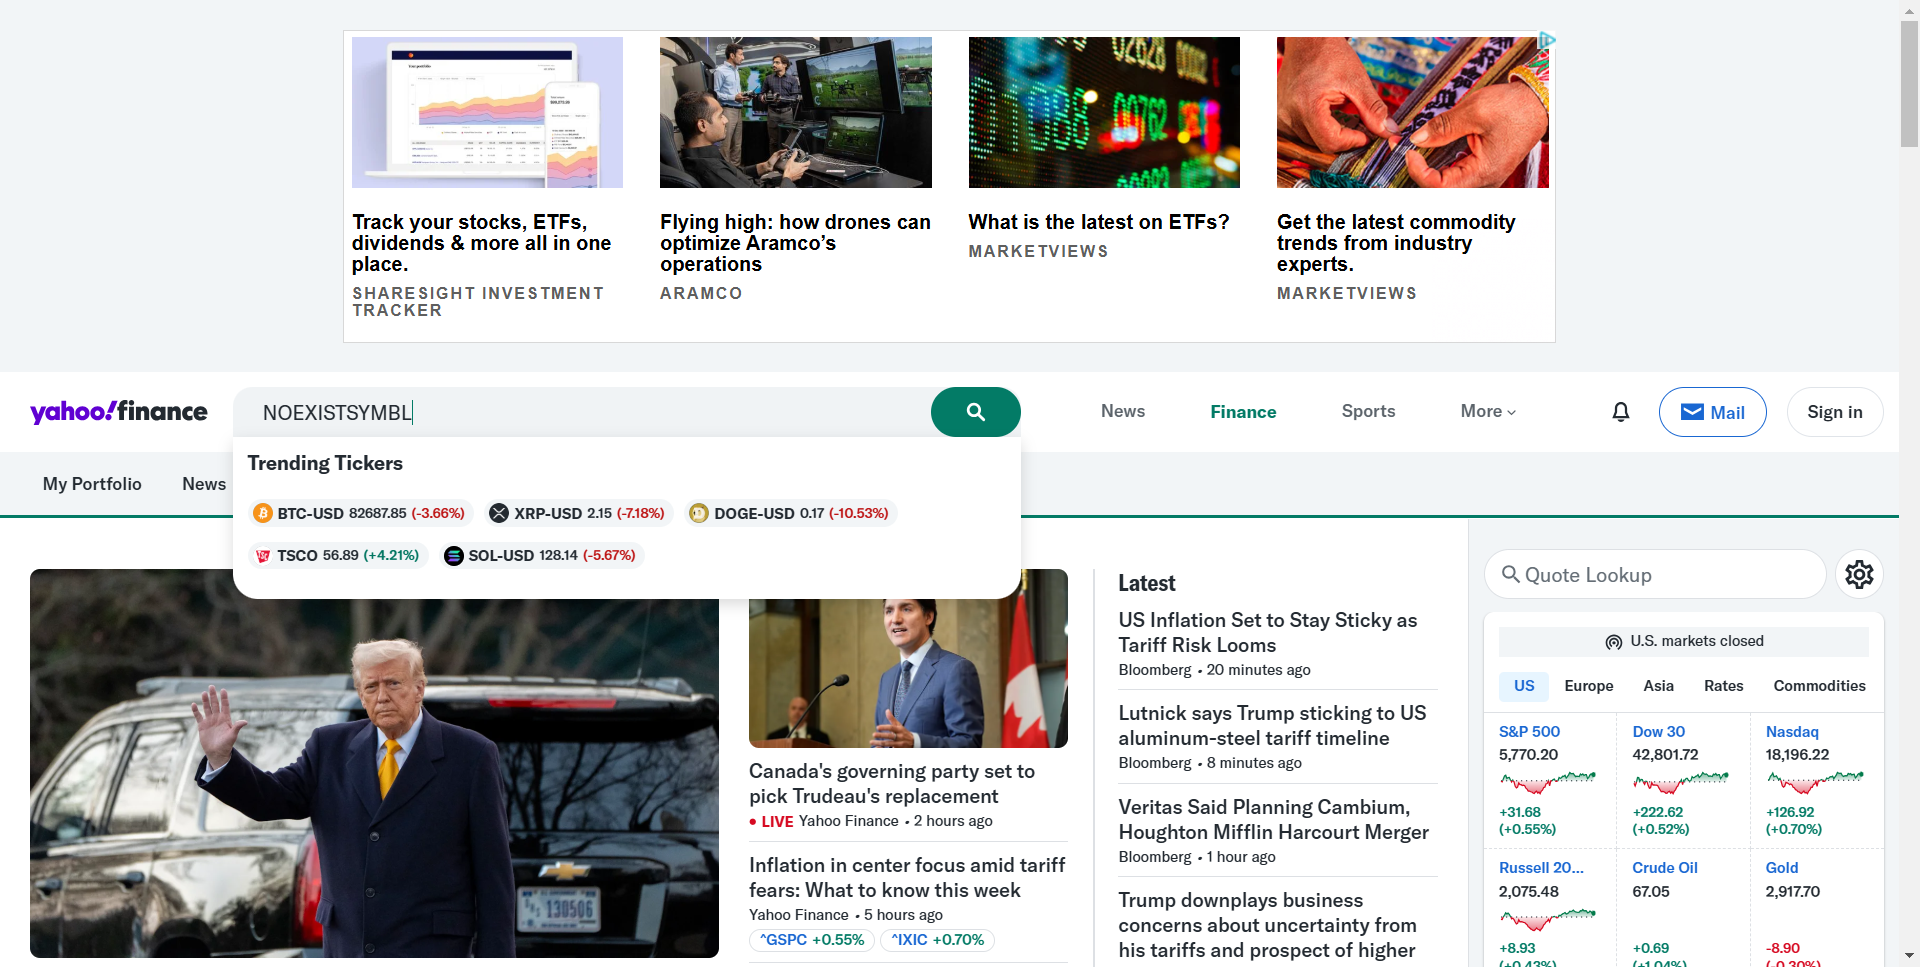 Track your stocks, ETFs,
dividends & more all in one
place.
SHARESIGHT INVESTMENT
TRACKER
Flying high: how drones can
optimize Aramco’s
operations
ARAMCO
What is the latest on ETFs?
MARKETVIEWS
Get the latest commodity
trends from industry
experts.
MARKETVIEWS
yahoo!finance
NOEXISTSYMBL
News
Finance
Sports
More
Mail
Sign in
My Portfolio
News
Trending Tickers
BTC-USD 82687.85 (-3.66%)
XRP-USD 2.15 (-7.18%)
DOGE-USD 0.17 (-10.53%)
TSCO 56.89 (+4.21%)
SOL-USD 128.14 (-5.67%)
Canada's governing party set to
pick Trudeau's replacement
• LIVE Yahoo Finance • 2 hours ago
Inflation in center focus amid tariff
fears: What to know this week
Yahoo Finance • 5 hours ago
^GSPC +0.55%
^IXIC +0.70%
130506
Latest
US Inflation Set to Stay Sticky as
Tariff Risk Looms
Bloomberg • 20 minutes ago
Lutnick says Trump sticking to US
aluminum-steel tariff timeline
Bloomberg • 8 minutes ago
Veritas Said Planning Cambium,
Houghton Mifflin Harcourt Merger
Bloomberg • 1 hour ago
Trump downplays business
concerns about uncertainty from
his tariffs and prospect of higher
Quote Lookup
U.S. markets closed
US
Europe
Asia
Rates
Commodities
S&P 500
5,770.20
+31.68
(+0.55%)
Dow 30
42,801.72
+222.62
(+0.52%)
Nasdaq
18,196.22
+126.92
(+0.70%)
Russell 20...
2,075.48
+8.93
(+0.43%)
Crude Oil
67.05
+0.69
(+1.04%)
Gold
2,917.70
-8.90
(-0.30%)